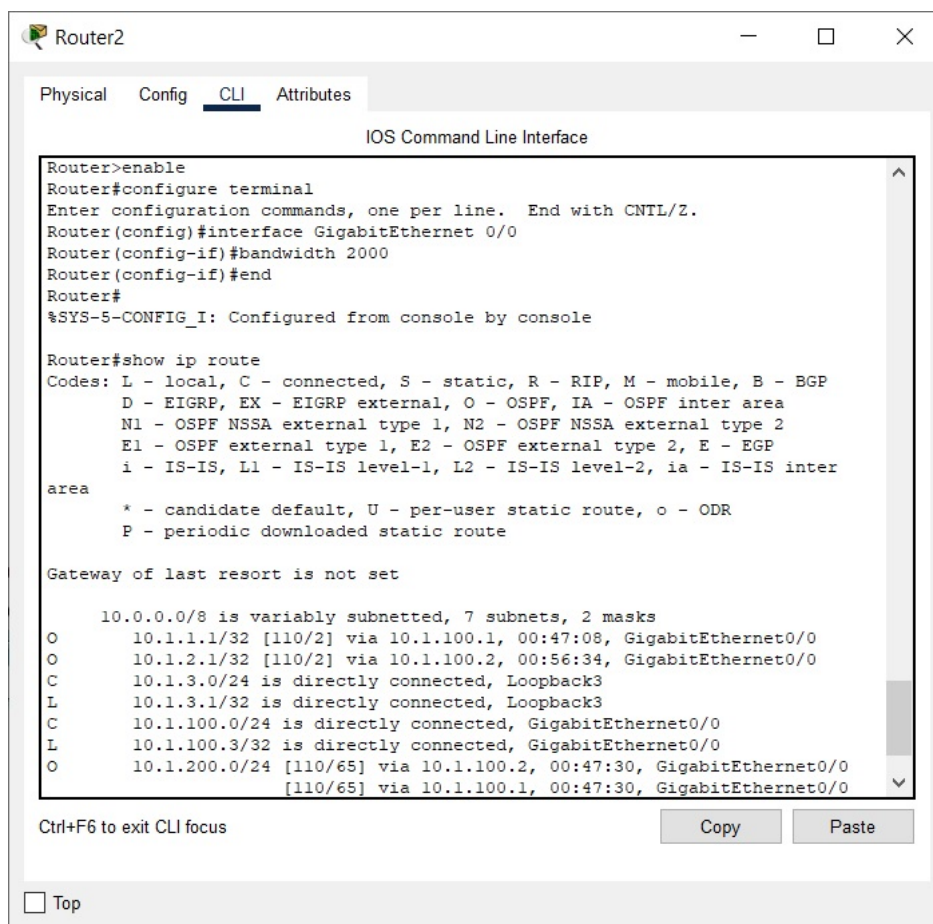 Router2
Physical Config CLI Attributes
IOS Command Line Interface
Router>enable
Router#configure terminal
Enter configuration commands, one per line.  End with CNTL/Z.
Router(config)#interface GigabitEthernet 0/0
Router(config-if)#bandwidth 2000
Router(config-if)#end
Router#
%SYS-5-CONFIG_I: Configured from console by console
Router#show ip route
Codes: L - local, C - connected, S - static, R - RIP, M - mobile, B - BGP
D - EIGRP, EX - EIGRP external, O - OSPF, IA - OSPF inter area
N1 - OSPF NSSA external type 1, N2 - OSPF NSSA external type 2
E1 - OSPF external type 1, E2 - OSPF external type 2, E - EGP
i - IS-IS, L1 - IS-IS level-1, L2 - IS-IS level-2, ia - IS-IS inter
area
* - candidate default, U - per-user static route, o - ODR
P - periodic downloaded static route
Gateway of last resort is not set
10.0.0.0/8 is variably subnetted, 7 subnets, 2 masks
O 10.1.1.1/32 [110/2] via 10.1.100.1, 00:47:08, GigabitEthernet0/0
O 10.1.2.1/32 [110/2] via 10.1.100.2, 00:56:34, GigabitEthernet0/0
C 10.1.3.0/24 is directly connected, Loopback3
L 10.1.3.1/32 is directly connected, Loopback3
C 10.1.100.0/24 is directly connected, GigabitEthernet0/0
L 10.1.100.3/32 is directly connected, GigabitEthernet0/0
O 10.1.200.0/24 [110/65] via 10.1.100.2, 00:47:30, GigabitEthernet0/0
[110/65] via 10.1.100.1, 00:47:30, GigabitEthernet0/0
Ctrl+F6 to exit CLI focus Copy Paste
Top